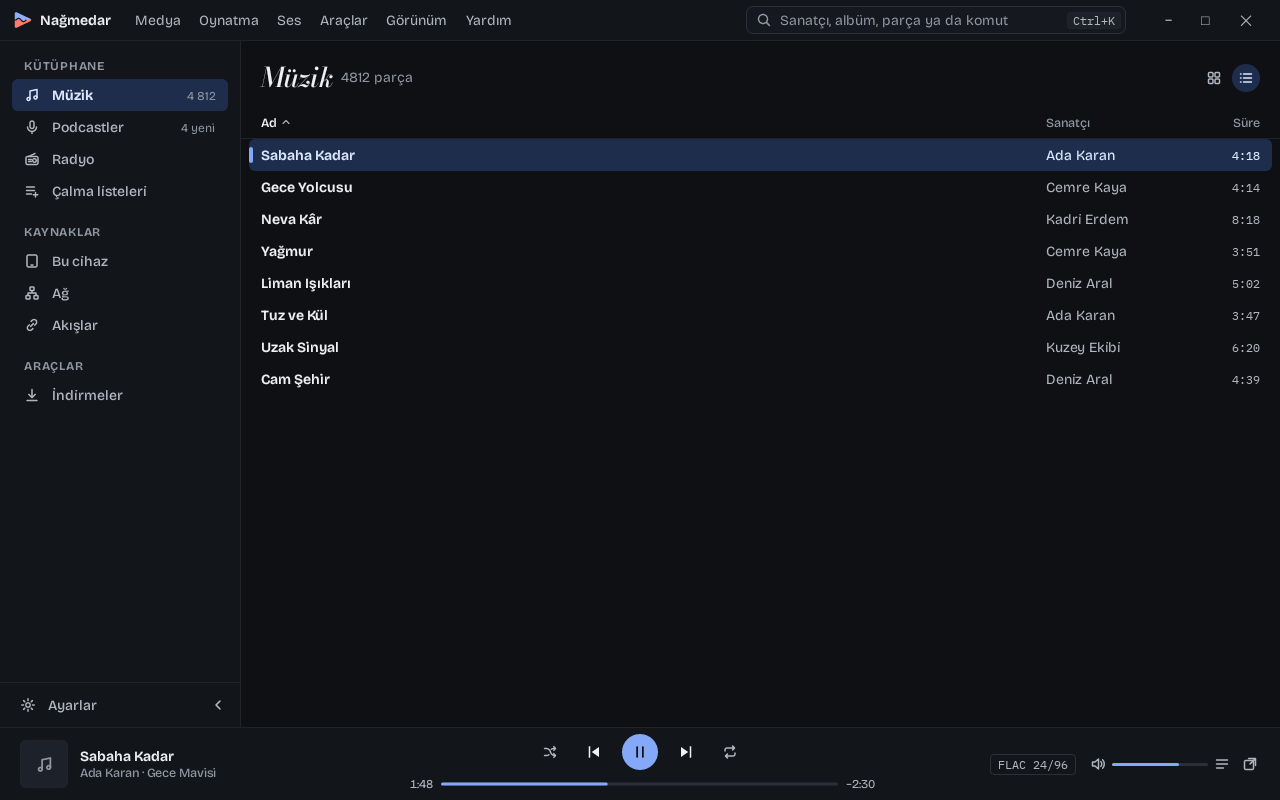 Nağmedar Medya Oynatma Ses Araçlar Görünüm Yardım Sanatçı, albüm, parça ya da komut Ctrl+K
KÜTÜPHANE
Müzik 4 812
Podcastler 4 yeni
Radyo
Çalma listeleri
KAYNAKLAR
Bu cihaz
Ağ
Akışlar
ARAÇLAR
İndirmeler
Ayarlar
Müzik 4812 parça
Ad Sanatçı Süre
Sabaha Kadar Ada Karan 4:18
Gece Yolcusu Cemre Kaya 4:14
Neva Kâr Kadri Erdem 8:18
Yağmur Cemre Kaya 3:51
Liman Işıkları Deniz Aral 5:02
Tuz ve Kül Ada Karan 3:47
Uzak Sinyal Kuzey Ekibi 6:20
Cam Şehir Deniz Aral 4:39
Sabaha Kadar
Ada Karan · Gece Mavisi
1:48 −2:30
FLAC 24/96